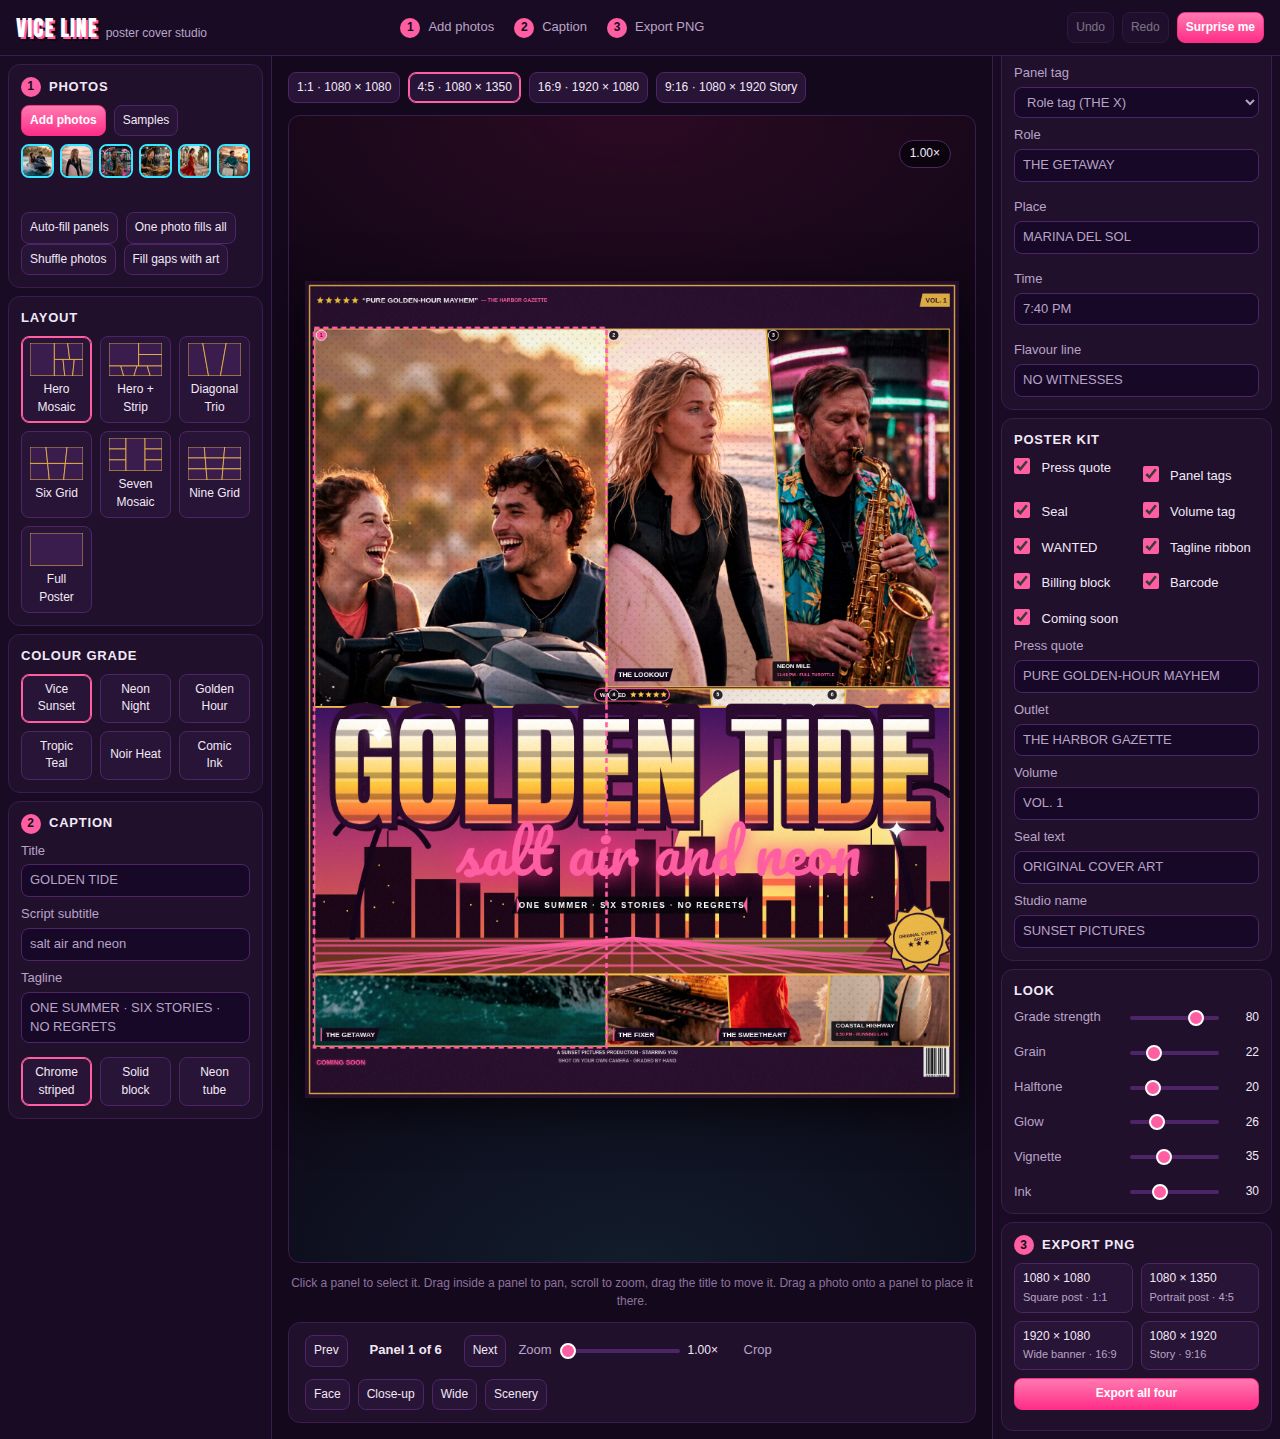 VICE LINE poster cover studio
1 Add photos 2 Caption 3 Export PNG
Undo Redo Surprise me
1 PHOTOS
Add photos Samples
Auto-fill panels One photo fills all
Shuffle photos Fill gaps with art
LAYOUT
Hero Mosaic
Hero + Strip
Diagonal Trio
Six Grid
Seven Mosaic
Nine Grid
Full Poster
COLOUR GRADE
Vice Sunset
Neon Night
Golden Hour
Tropic Teal
Noir Heat
Comic Ink
2 CAPTION
Title
GOLDEN TIDE
Script subtitle
salt air and neon
Tagline
ONE SUMMER · SIX STORIES ·
NO REGRETS
Chrome striped
Solid block
Neon tube
1:1 · 1080 × 1080
4:5 · 1080 × 1350
16:9 · 1920 × 1080
9:16 · 1080 × 1920 Story
1.00×
★★★★★ "PURE GOLDEN-HOUR MAYHEM" — THE HARBOR GAZETTE
VOL. 1
1
2
3
THE LOOKOUT
NEON MILE
11:48 PM · FULL THROTTLE
4
5
6
GOLDEN TIDE
salt air and neon
ONE SUMMER · SIX STORIES · NO REGRETS
ORIGINAL COVER
ART
★ ★ ★
THE GETAWAY
THE FIXER
THE SWEETHEART
COASTAL HIGHWAY
COMING SOON
A SUNSET PICTURES PRODUCTION · STARRING YOU
SHOT ON YOUR OWN CAMERA · GRADED BY HAND
Click a panel to select it. Drag inside a panel to pan, scroll to zoom, drag the title to move it. Drag a photo onto a panel to place it
there.
Prev Panel 1 of 6 Next Zoom 1.00× Crop
Face Close-up Wide Scenery
Panel tag
Role tag (THE X)
Role
THE GETAWAY
Place
MARINA DEL SOL
Time
7:40 PM
Flavour line
NO WITNESSES
POSTER KIT
Press quote
Panel tags
Seal
Volume tag
WANTED
Tagline ribbon
Billing block
Barcode
Coming soon
Press quote
PURE GOLDEN-HOUR MAYHEM
Outlet
THE HARBOR GAZETTE
Volume
VOL. 1
Seal text
ORIGINAL COVER ART
Studio name
SUNSET PICTURES
LOOK
Grade strength 80
Grain 22
Halftone 20
Glow 26
Vignette 35
Ink 30
3 EXPORT PNG
1080 × 1080
Square post · 1:1
1080 × 1350
Portrait post · 4:5
1920 × 1080
Wide banner · 16:9
1080 × 1920
Story · 9:16
Export all four